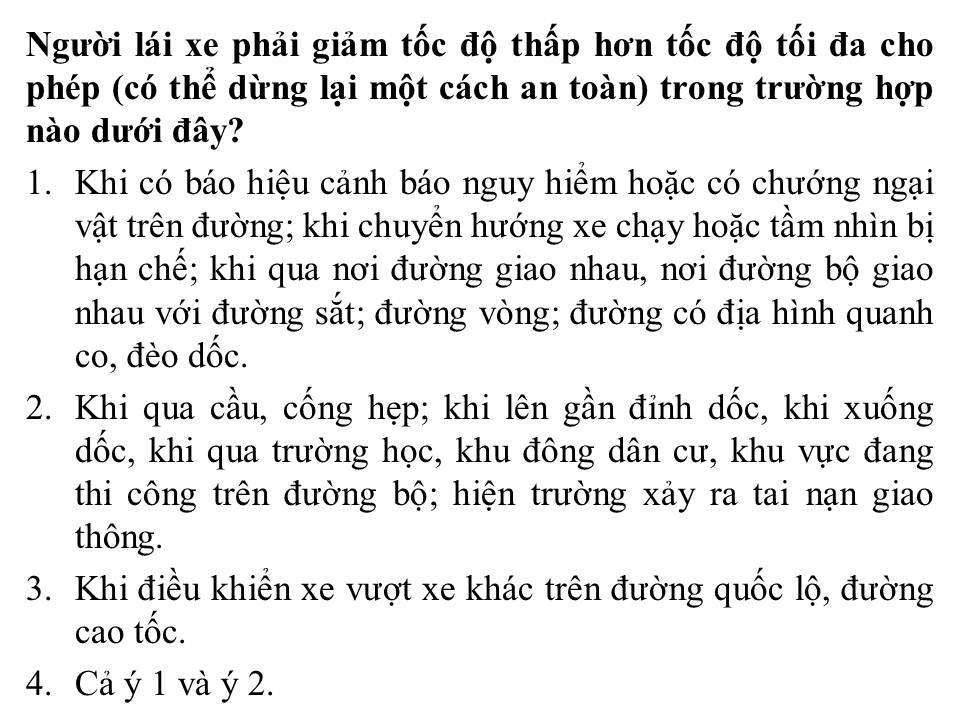 Người lái xe phải giảm tốc độ thấp hơn tốc độ tối đa cho
phép (có thể dừng lại một cách an toàn) trong trường hợp
nào dưới đây?
1. Khi có báo hiệu cảnh báo nguy hiểm hoặc có chướng ngại
vật trên đường; khi chuyển hướng xe chạy hoặc tầm nhìn bị
hạn chế; khi qua nơi đường giao nhau, nơi đường bộ giao
nhau với đường sắt; đường vòng; đường có địa hình quanh
co, đèo dốc.
2. Khi qua cầu, cống hẹp; khi lên gần đỉnh dốc, khi xuống
dốc, khi qua trường học, khu đông dân cư, khu vực đang
thi công trên đường bộ; hiện trường xảy ra tai nạn giao
thông.
3. Khi điều khiển xe vượt xe khác trên đường quốc lộ, đường
cao tốc.
4. Cả ý 1 và ý 2.